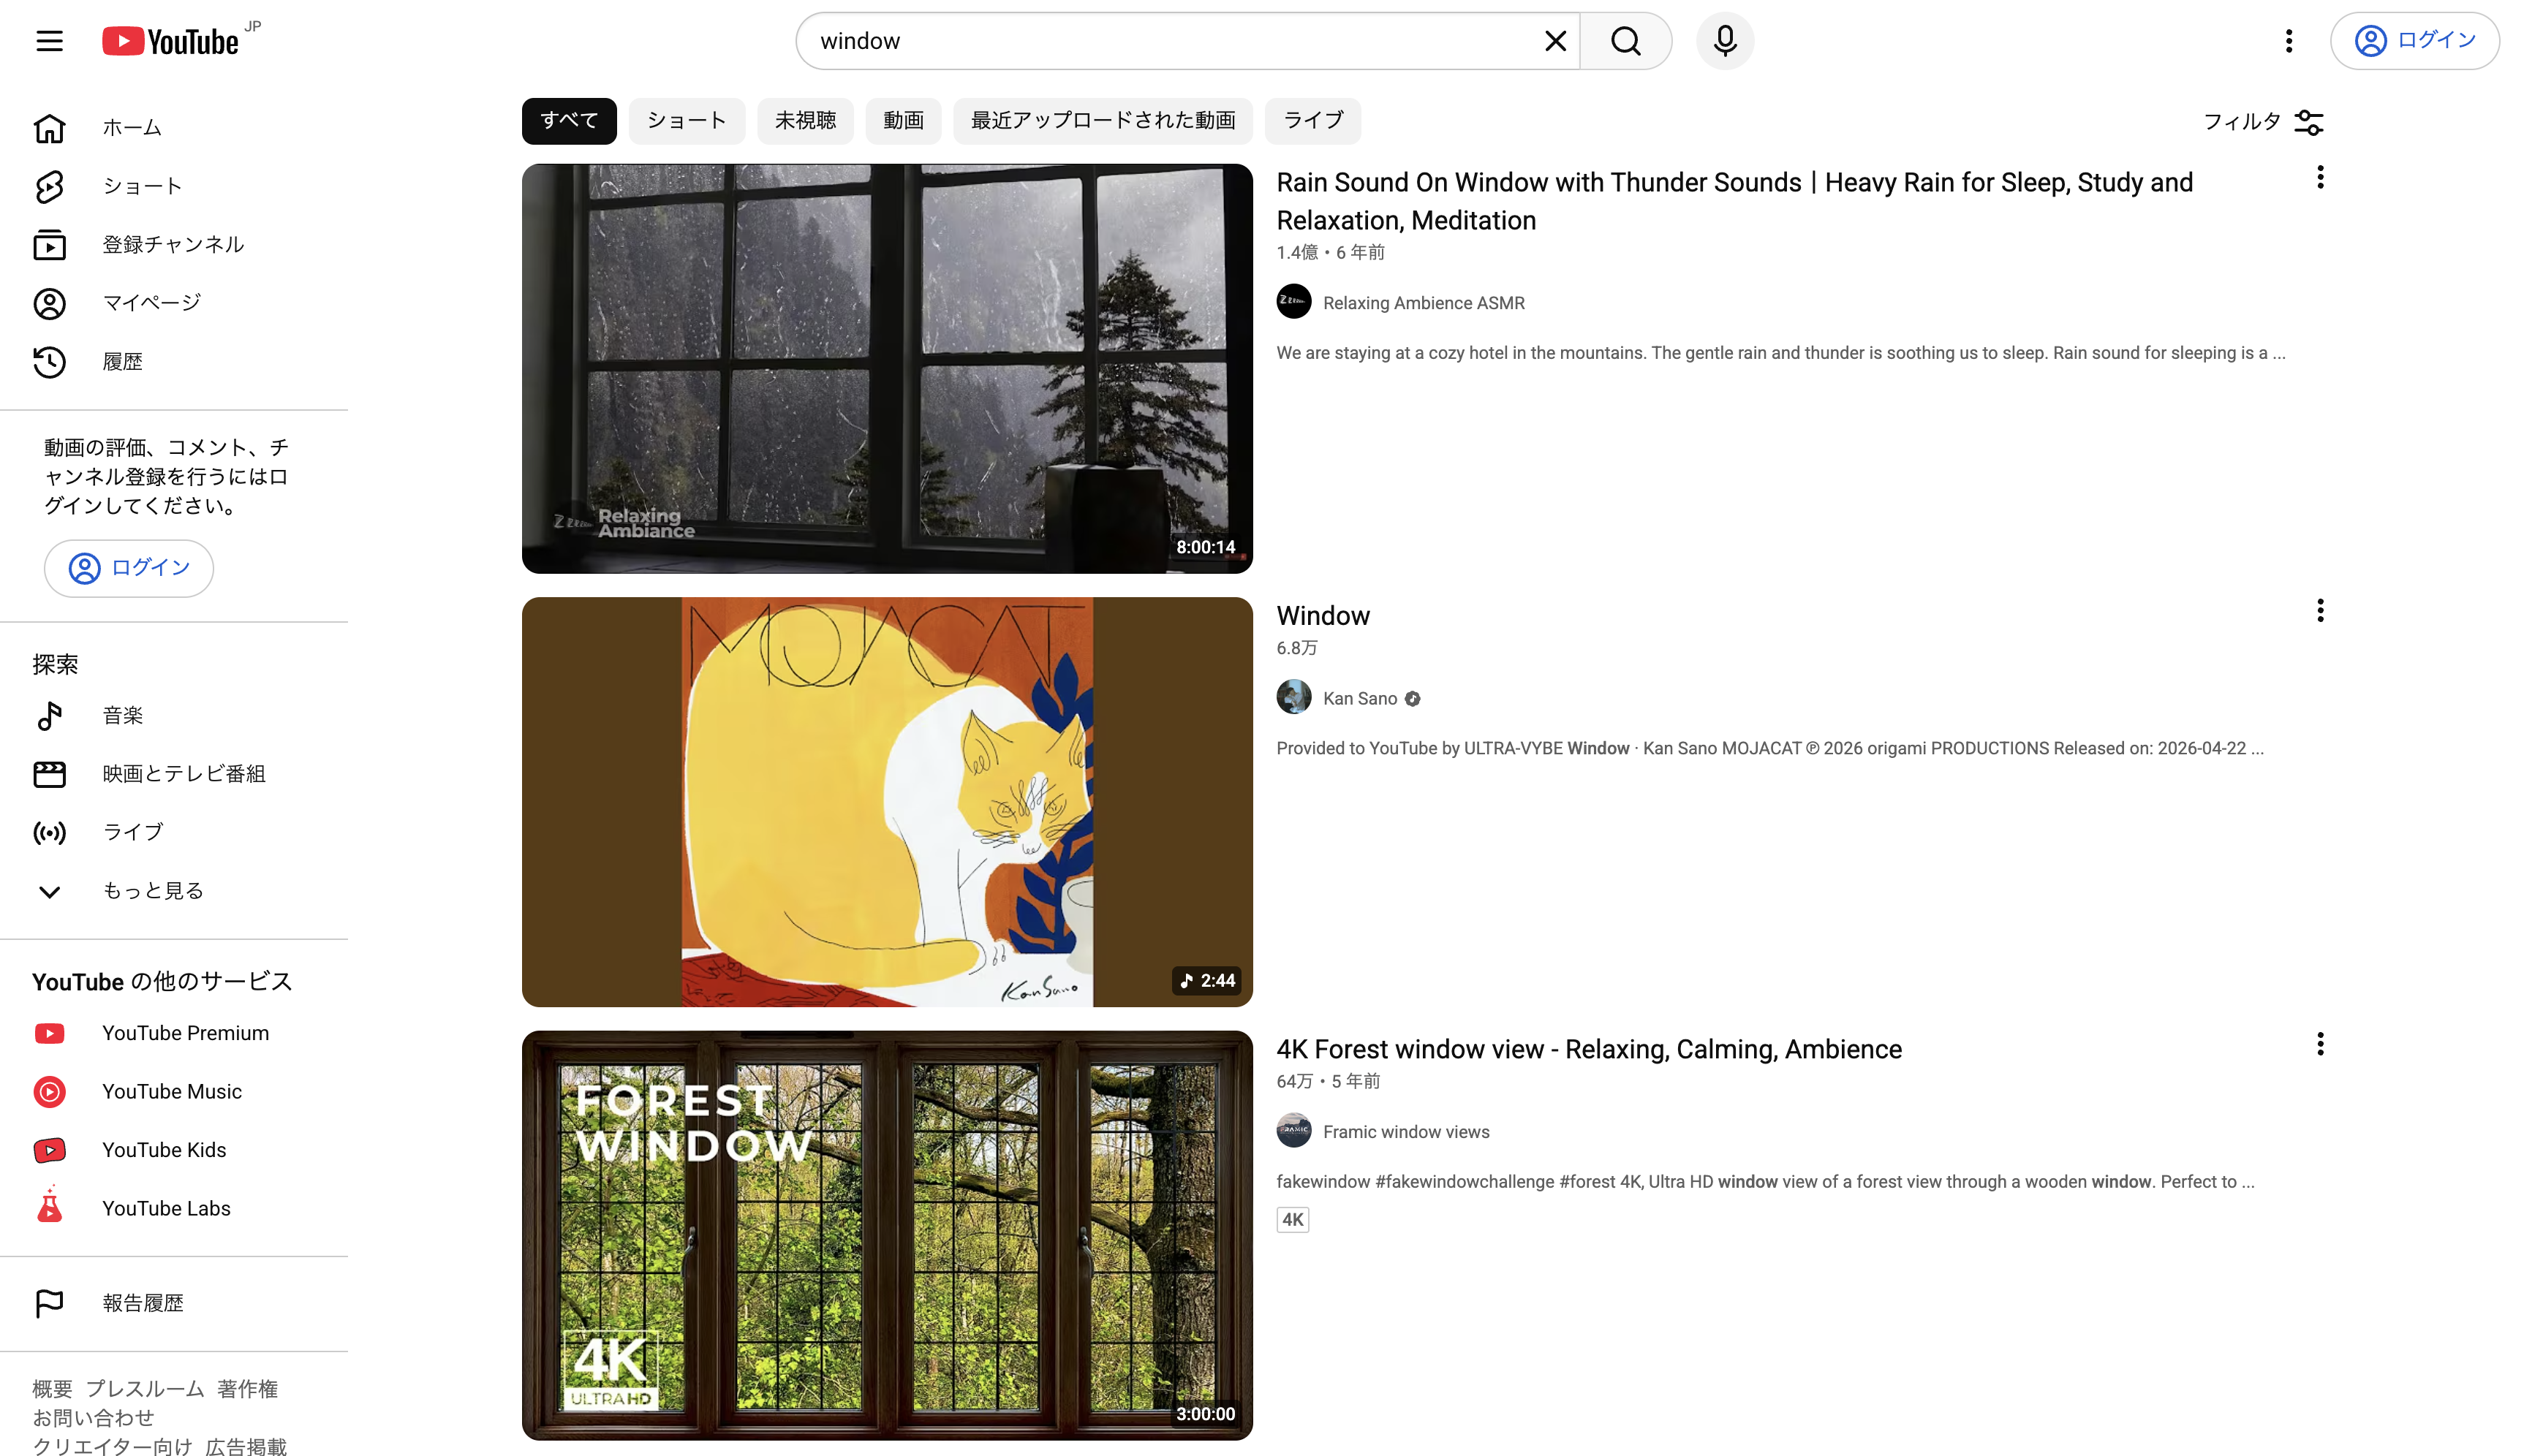 YouTube JP
window
ログイン
ホーム
ショート
登録チャンネル
マイページ
履歴
動画の評価、コメント、チ
ャンネル登録を行うにはロ
グインしてください。
ログイン
探索
音楽
映画とテレビ番組
ライブ
もっと見る
YouTube の他のサービス
YouTube Premium
YouTube Music
YouTube Kids
YouTube Labs
報告履歴
概要 プレスルーム 著作権
お問い合わせ
クリエイター向け 広告掲載
すべて ショート 未視聴 動画 最近アップロードされた動画 ライブ
フィルタ
Relaxing
Ambiance
8:00:14
Rain Sound On Window with Thunder Sounds | Heavy Rain for Sleep, Study and
Relaxation, Meditation
1.4億・6 年前
Relaxing Ambience ASMR
We are staying at a cozy hotel in the mountains. The gentle rain and thunder is soothing us to sleep. Rain sound for sleeping is a ...
MOJACAT
Kan Sano
2:44
Window
6.8万
Kan Sano
Provided to YouTube by ULTRA-VYBE Window · Kan Sano MOJACAT ℗ 2026 origami PRODUCTIONS Released on: 2026-04-22 ...
FOREST
WINDOW
4K
ULTRA HD
3:00:00
4K Forest window view - Relaxing, Calming, Ambience
64万・5 年前
FRAMIC
Framic window views
fakewindow #fakewindowchallenge #forest 4K, Ultra HD window view of a forest view through a wooden window. Perfect to ...
4K